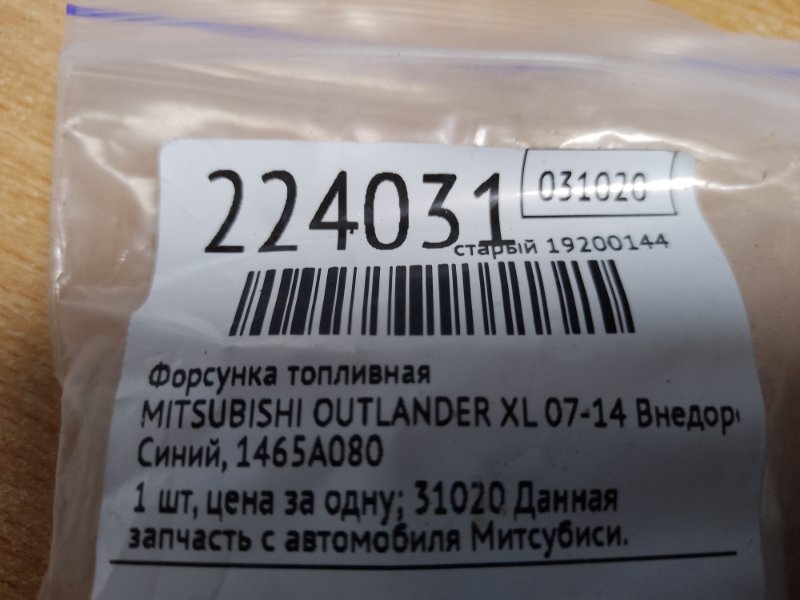 224031
031020
старый 19200144
Форсунка топливная
MITSUBISHI OUTLANDER XL 07-14 Внедор
Синий, 1465A080
1 шт, цена за одну; 31020 Данная
запчасть с автомобиля Митсубиси.